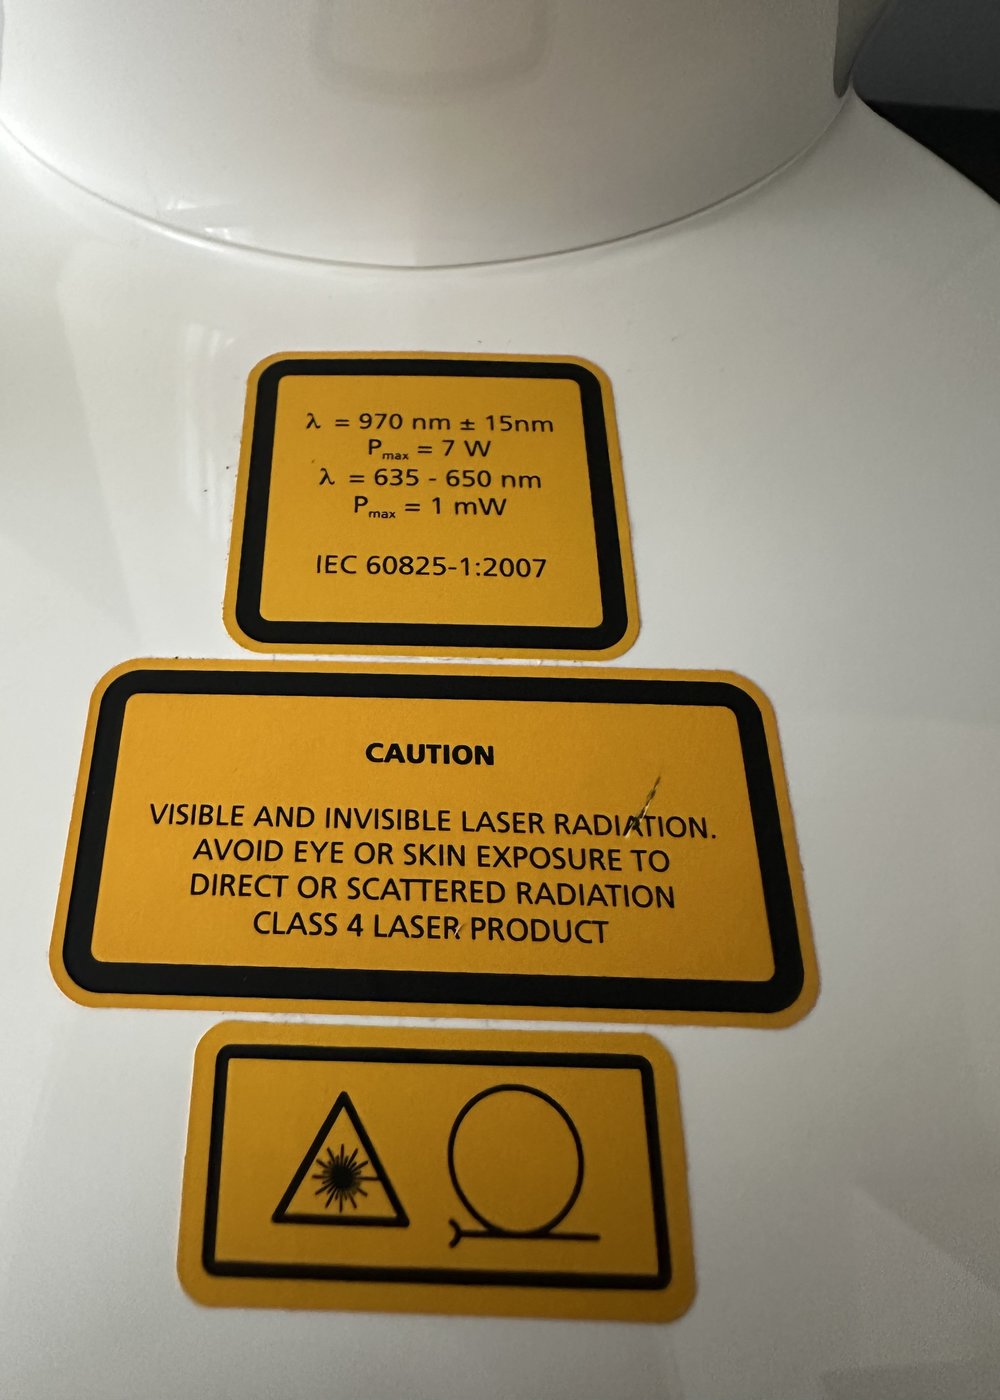 λ = 970 nm ± 15nm
Pmax = 7 W
λ = 635 - 650 nm
Pmax = 1 mW
IEC 60825-1:2007
CAUTION
VISIBLE AND INVISIBLE LASER RADIATION.
AVOID EYE OR SKIN EXPOSURE TO
DIRECT OR SCATTERED RADIATION
CLASS 4 LASER PRODUCT